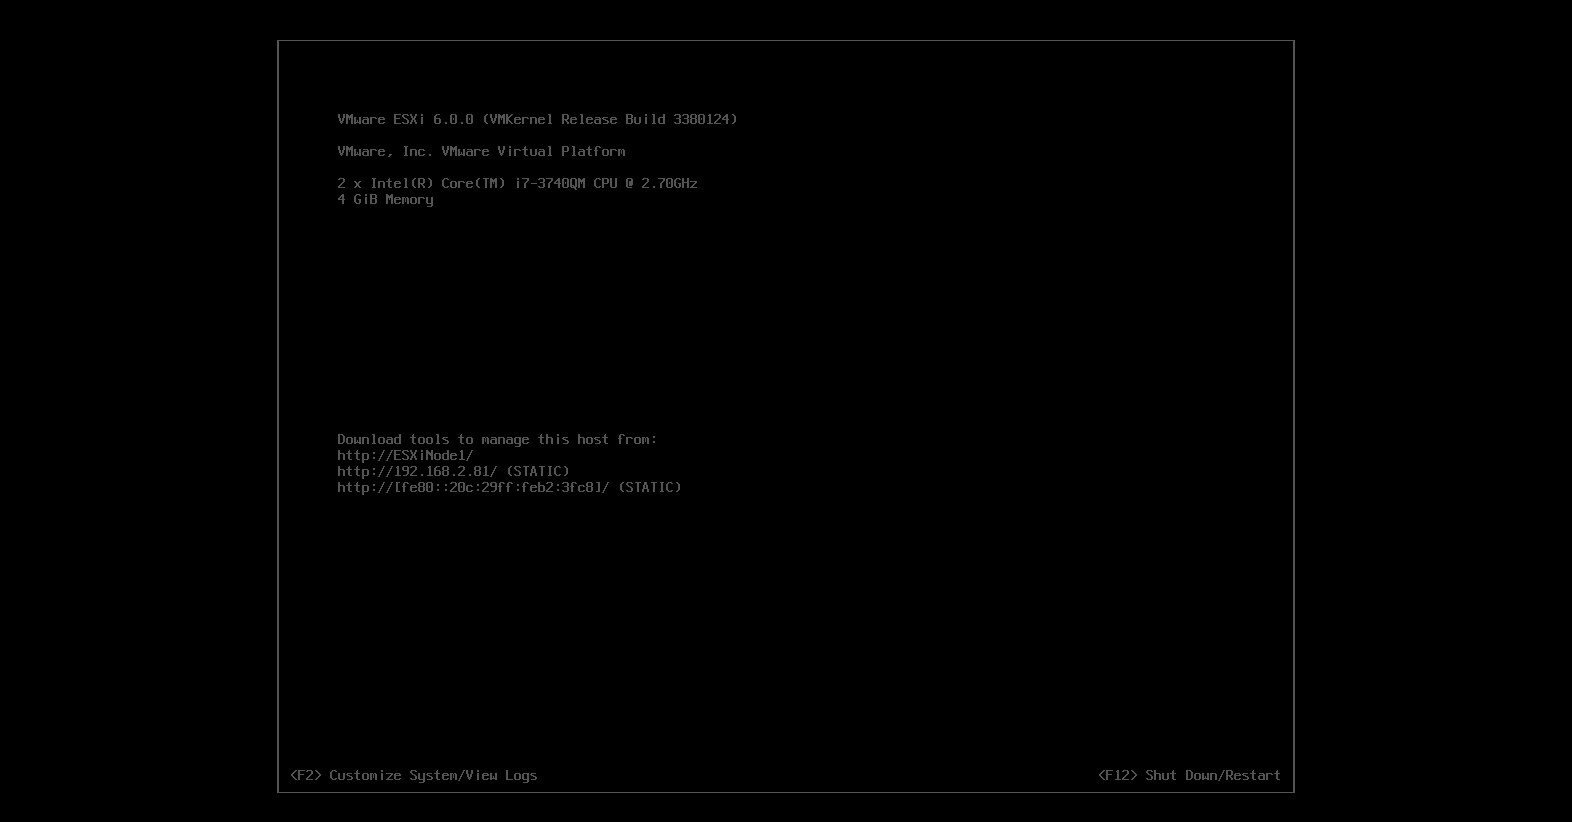 VMware ESXi 6.0.0 (VMKernel Release Build 3380124)
VMware, Inc. VMware Virtual Platform
2 x Intel(R) Core(TM) i7-3740QM CPU @ 2.70GHz
4 GiB Memory
Download tools to manage this host from:
http://ESXiNode1/
http://192.168.2.81/ (STATIC)
http://[fe80::20c:29ff:feb2:3fc8]/ (STATIC)
<F2> Customize System/View Logs
<F12> Shut Down/Restart